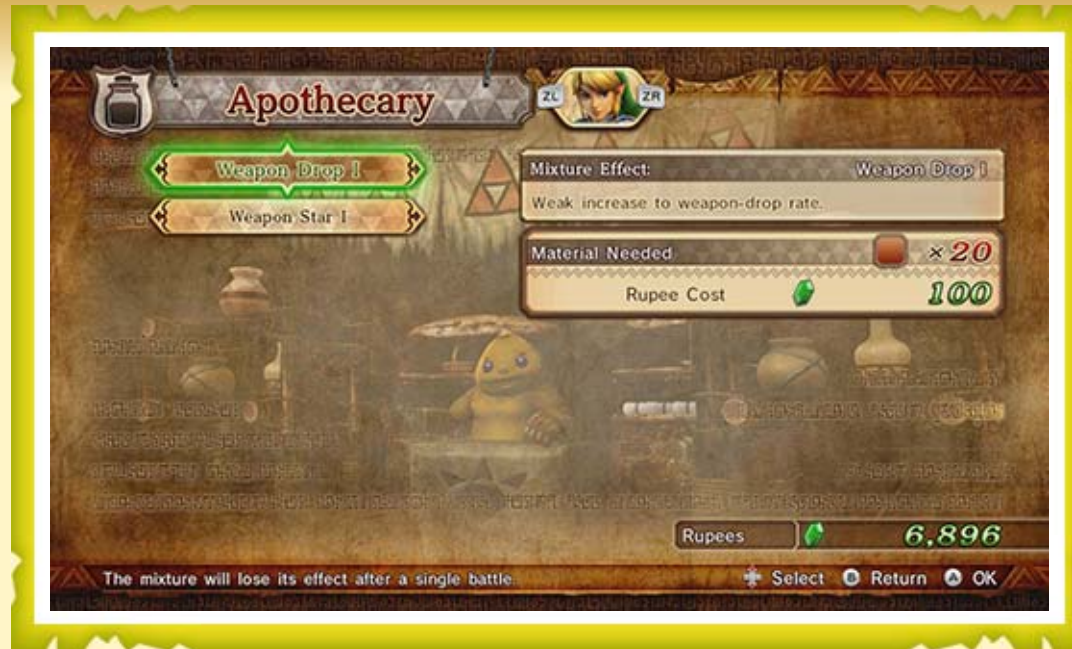 Apothecary
ZL ZR
Weapon Drop I
Weapon Star I
Mixture Effect: Weapon Drop I
Weak increase to weapon-drop rate.
Material Needed ×20
Rupee Cost 100
Rupees 6,896
The mixture will lose its effect after a single battle. Select B Return A OK